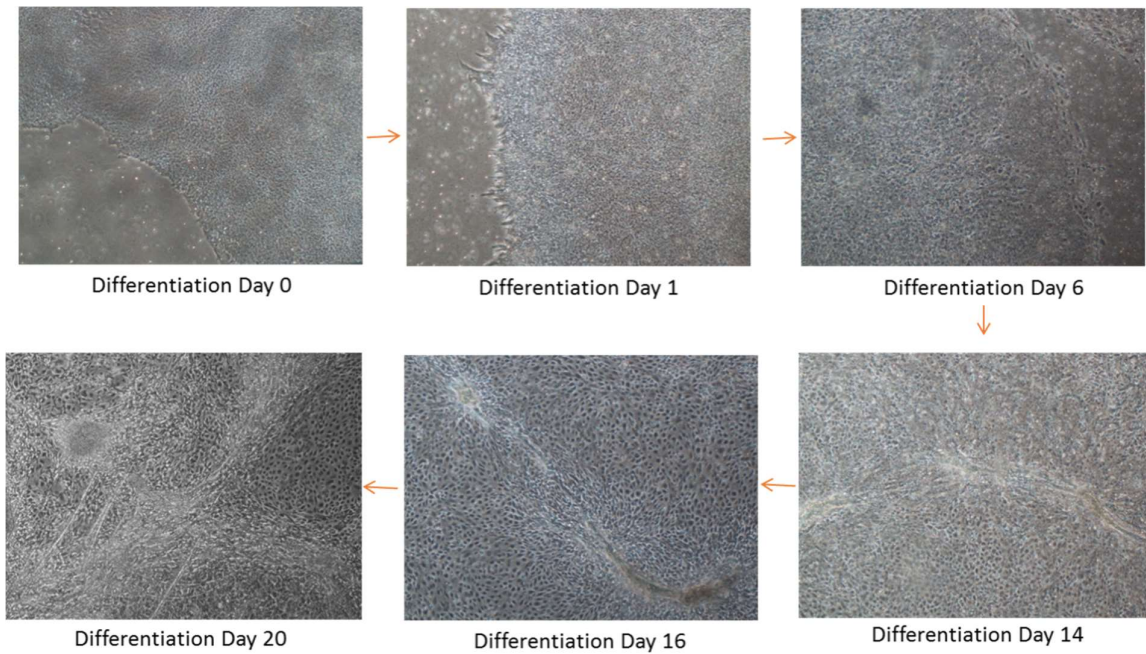 Differentiation Day 0
Differentiation Day 1
Differentiation Day 6
Differentiation Day 20
Differentiation Day 16
Differentiation Day 14